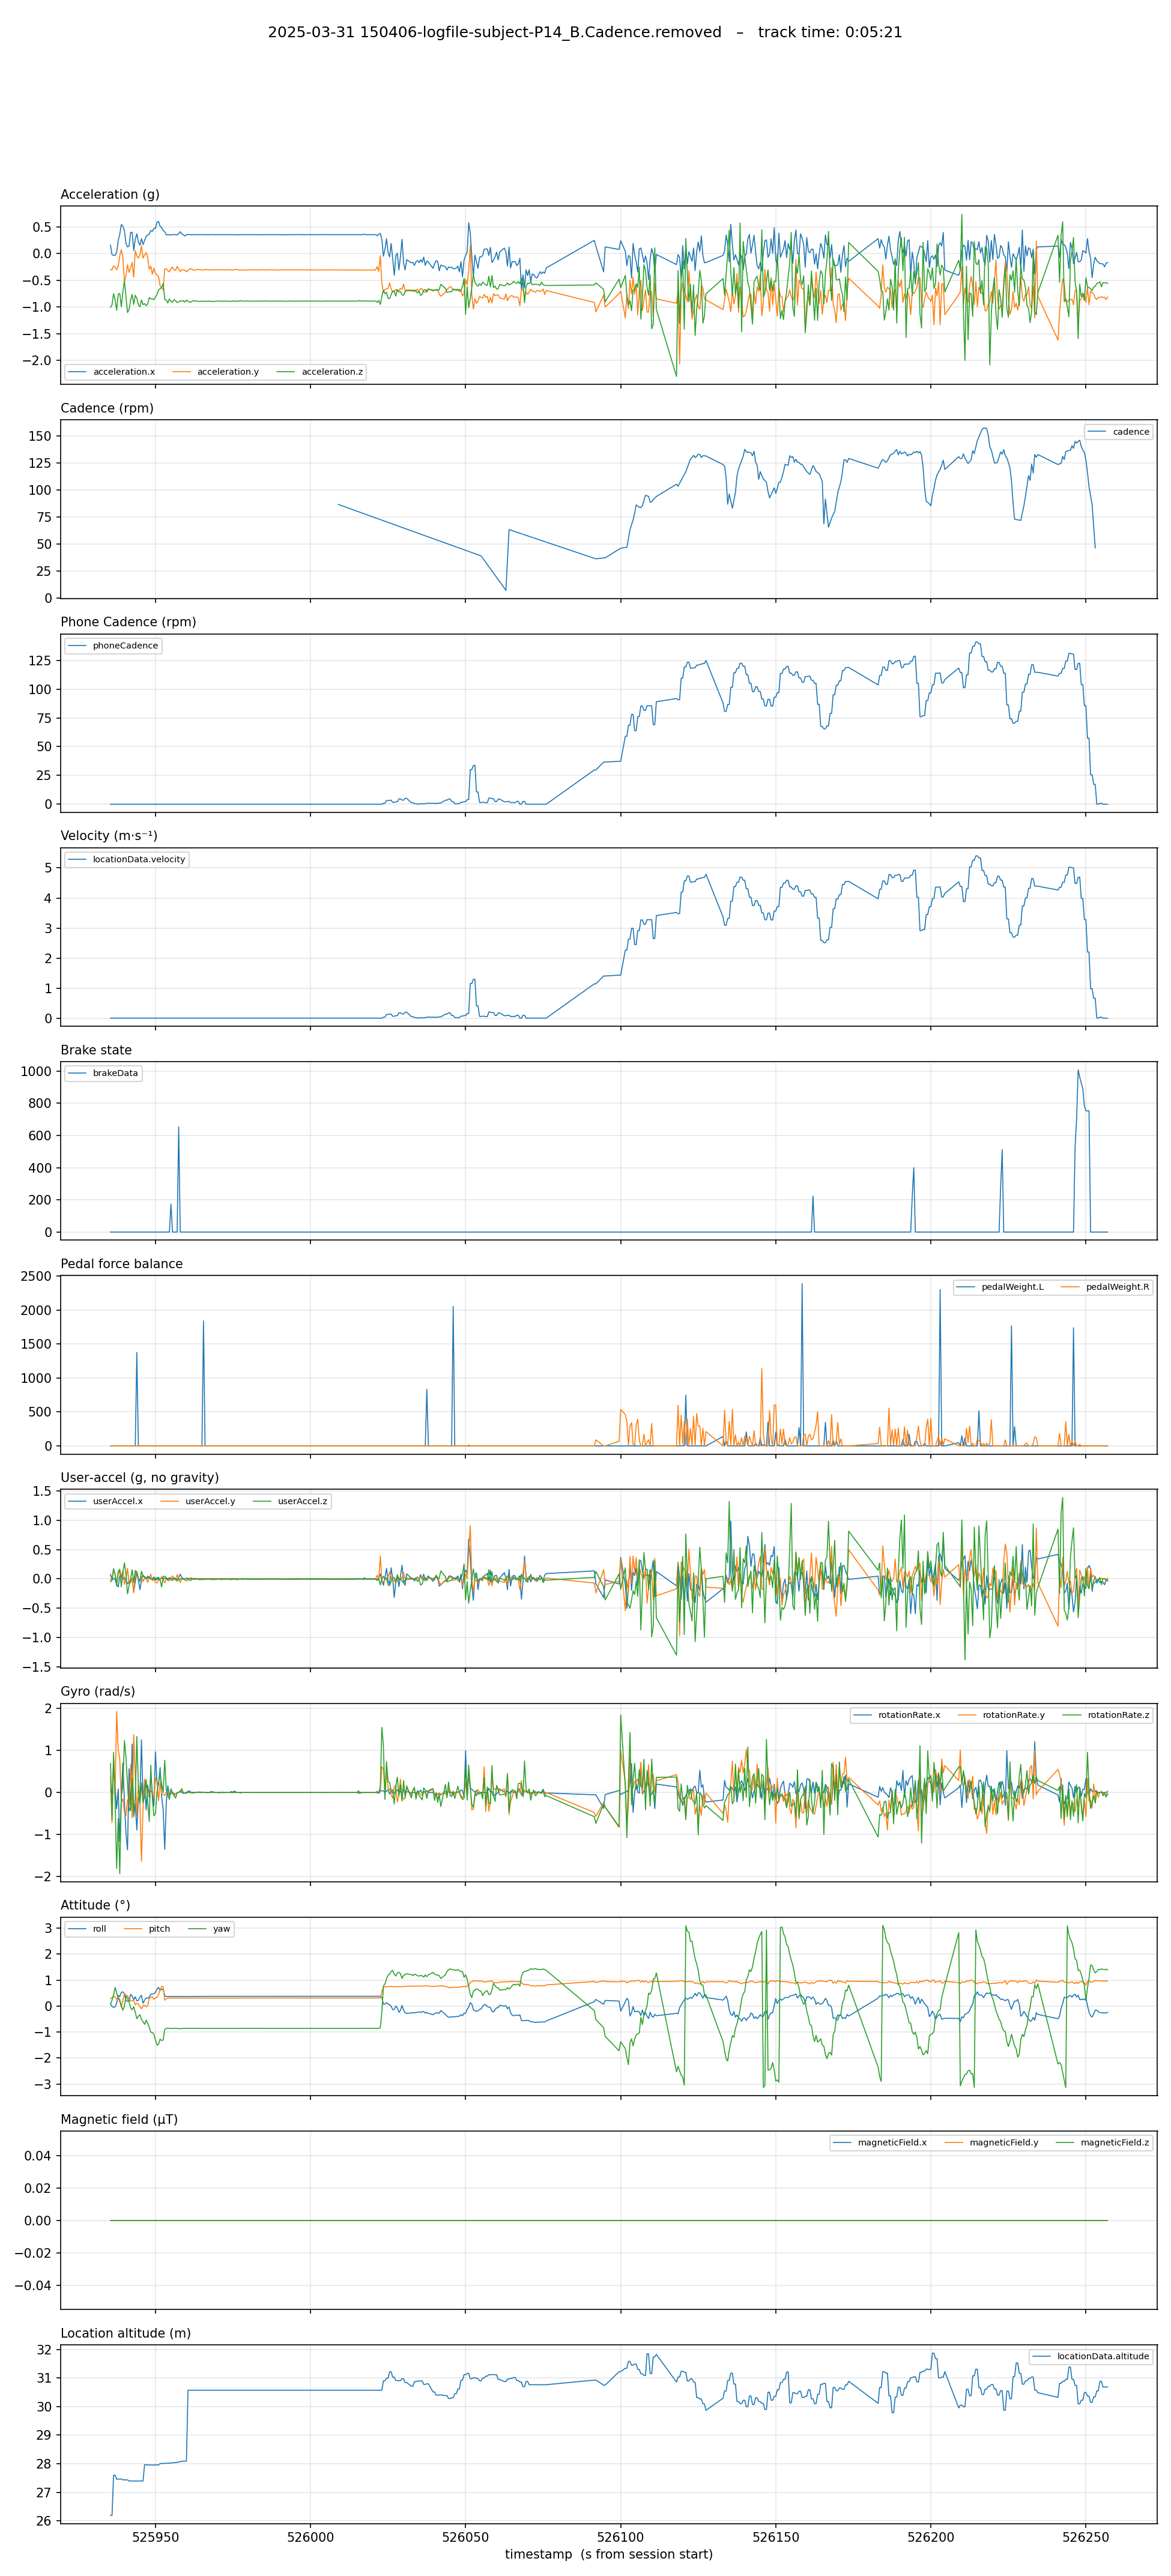 2025-03-31 150406-logfile-subject-P14_B.Cadence.removed – track time: 0:05:21
Acceleration (g)
0.5
0.0
−0.5
−1.0
−1.5
−2.0
acceleration.x acceleration.y acceleration.z
Cadence (rpm)
cadence
150
125
100
75
50
25
0
Phone Cadence (rpm)
phoneCadence
125
100
75
50
25
0
Velocity (m·s⁻¹)
locationData.velocity
5
4
3
2
1
0
Brake state
brakeData
1000
800
600
400
200
0
Pedal force balance
pedalWeight.L pedalWeight.R
2500
2000
1500
1000
500
0
User-accel (g, no gravity)
userAccel.x userAccel.y userAccel.z
1.5
1.0
0.5
0.0
−0.5
−1.0
−1.5
Gyro (rad/s)
rotationRate.x rotationRate.y rotationRate.z
2
1
0
−1
−2
Attitude (°)
roll pitch yaw
3
2
1
0
−1
−2
−3
Magnetic field (μT)
magneticField.x magneticField.y magneticField.z
0.04
0.02
0.00
−0.02
−0.04
Location altitude (m)
locationData.altitude
32
31
30
29
28
27
26
525950 526000 526050 526100 526150 526200 526250
timestamp (s from session start)